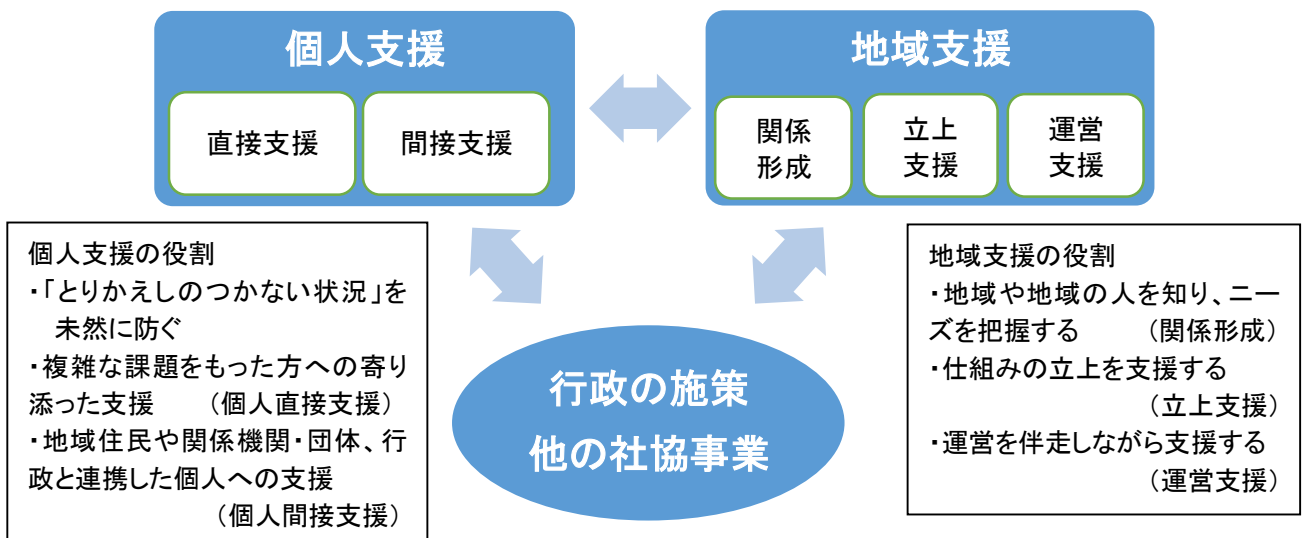 個人支援
直接支援
間接支援
地域支援
関係
形成
立上
支援
運営
支援
個人支援の役割
・「とりかえしのつかない状況」を
未然に防ぐ
・複雑な課題をもった方への寄り
添った支援　（個人直接支援）
・地域住民や関係機関・団体、行
政と連携した個人への支援
（個人間接支援）
行政の施策
他の社協事業
地域支援の役割
・地域や地域の人を知り、ニー
ズを把握する　（関係形成）
・仕組みの立上を支援する
（立上支援）
・運営を伴走しながら支援する
（運営支援）